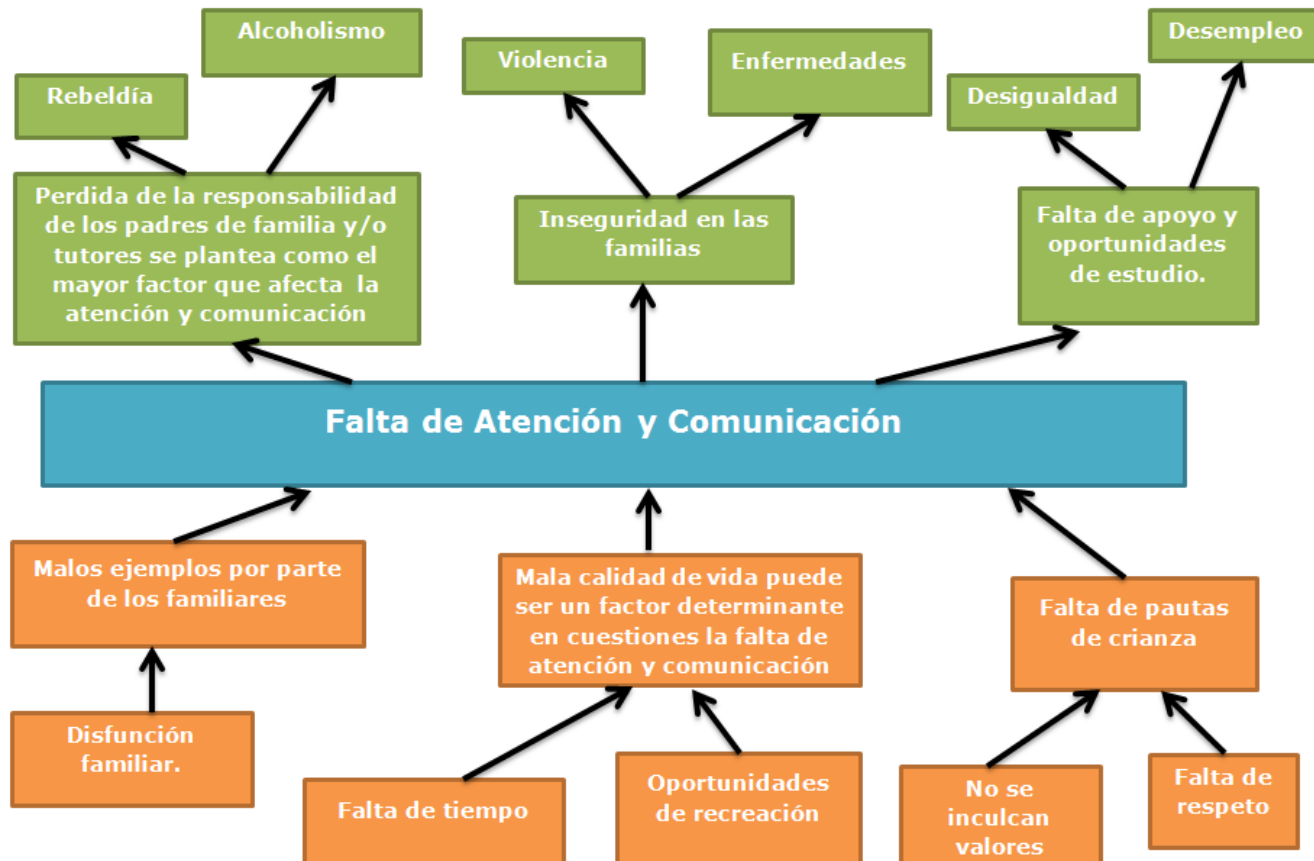 Alcoholismo
Rebeldía
Violencia
Enfermedades
Desempleo
Desigualdad
Perdida de la responsabilidad
de los padres de familia y/o
tutores se plantea como el
mayor factor que afecta la
atención y comunicación
Inseguridad en las
familias
Falta de apoyo y
oportunidades
de estudio.
Falta de Atención y Comunicación
Malos ejemplos por parte
de los familiares
Mala calidad de vida puede
ser un factor determinante
en cuestiones la falta de
atención y comunicación
Falta de pautas
de crianza
Disfunción
familiar.
Falta de tiempo
Oportunidades
de recreación
No se
inculcan
valores
Falta de
respeto